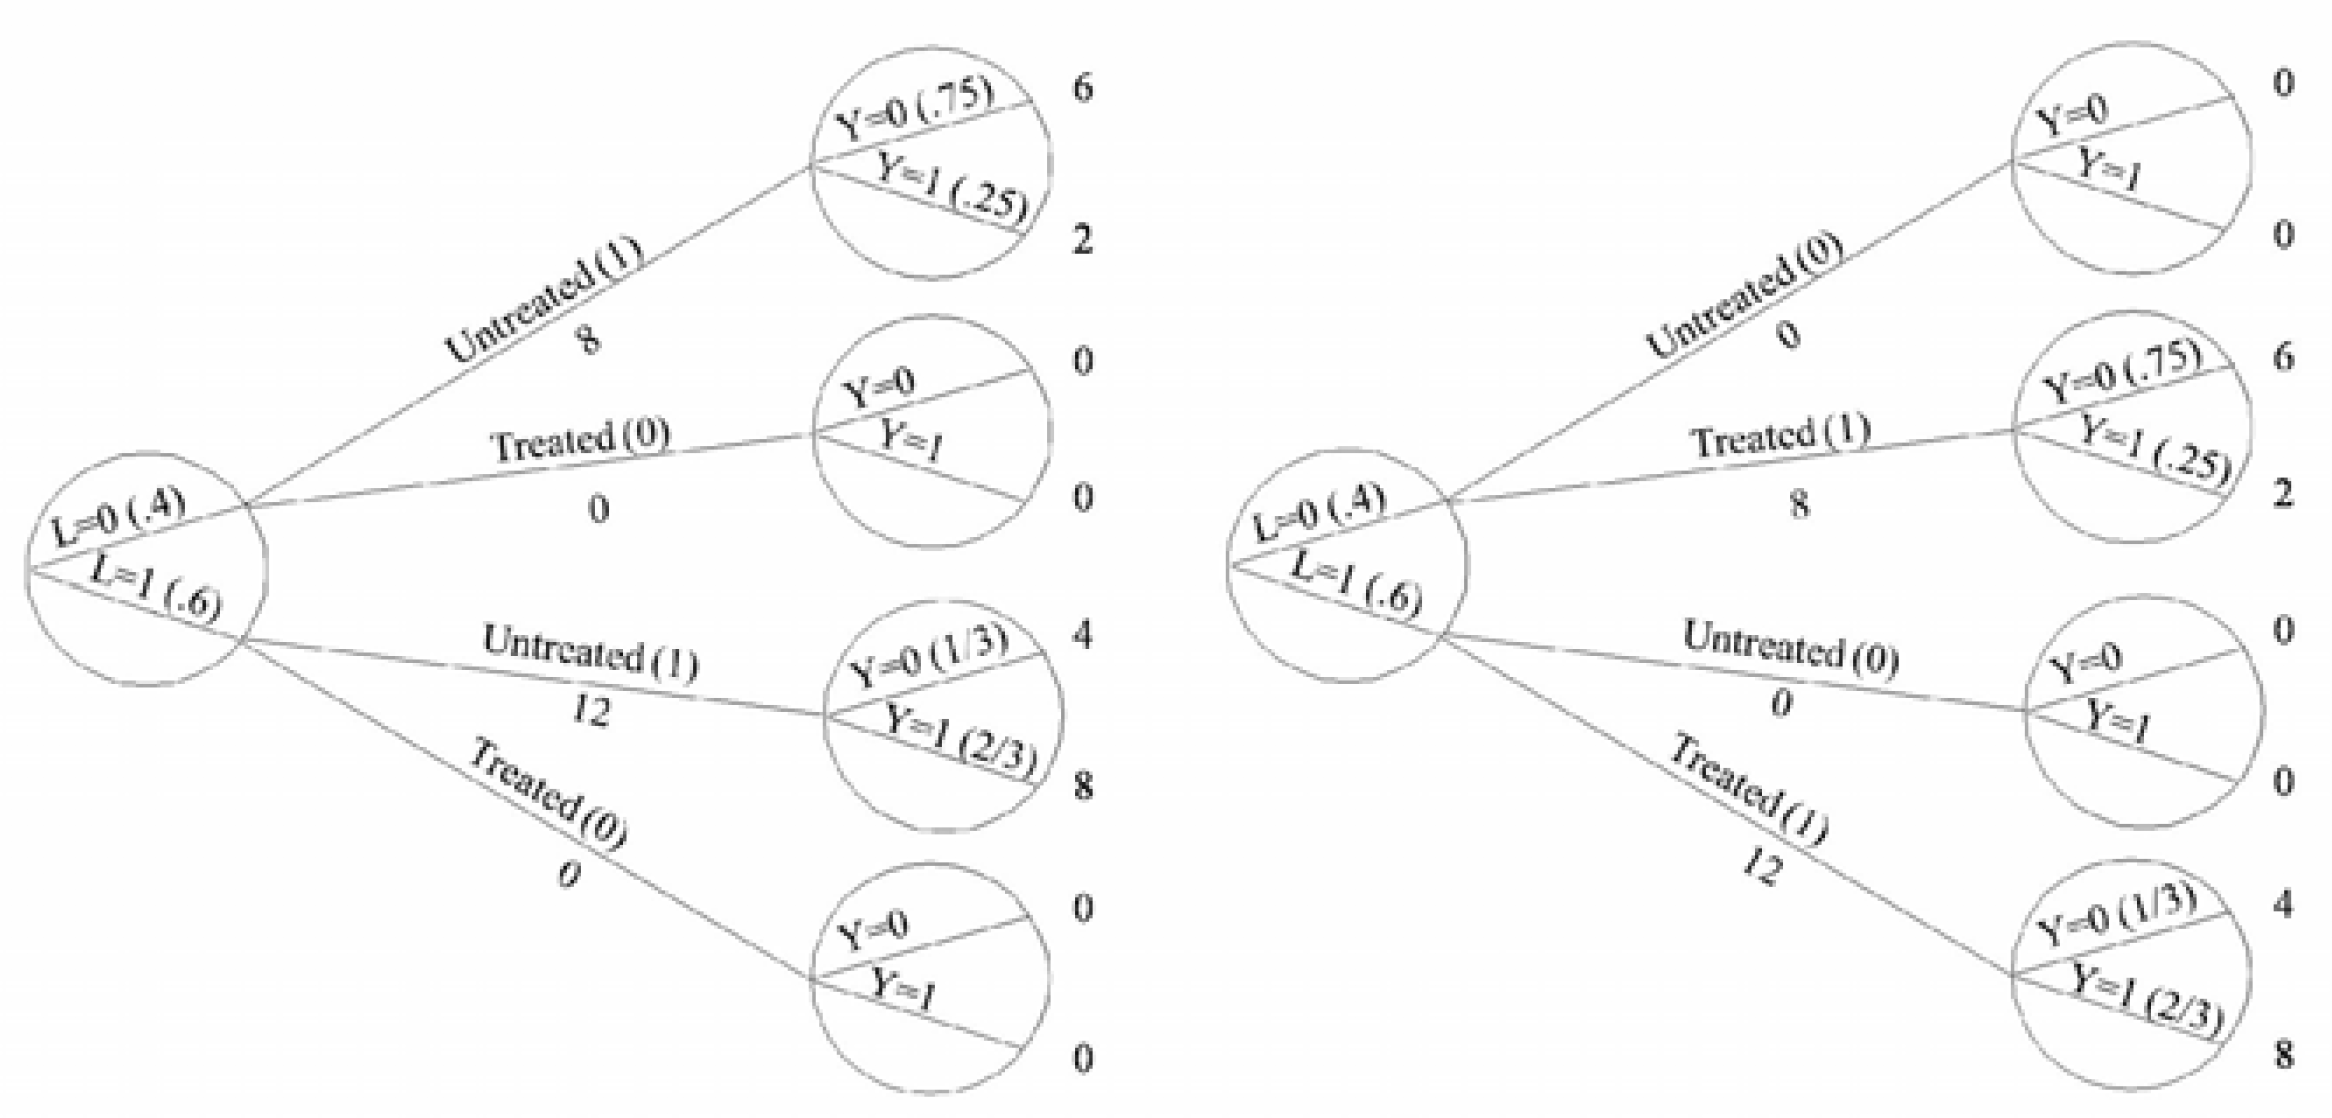 Y=0 (.75)
6
Y=1 (.25)
2
Untreated (1)
8
Y=0
0
Y=1
0
Treated (0)
0
L=0 (.4)
L=1 (.6)
Untreated (1)
12
Y=0 (1/3)
4
Y=1 (2/3)
8
Treated (0)
0
Y=0
0
Y=1
0
Y=0
0
Y=1
0
Untreated (0)
0
Y=0 (.75)
6
Y=1 (.25)
2
Treated (1)
8
L=0 (.4)
L=1 (.6)
Untreated (0)
0
Y=0
0
Y=1
0
Treated (1)
12
Y=0 (1/3)
4
Y=1 (2/3)
8